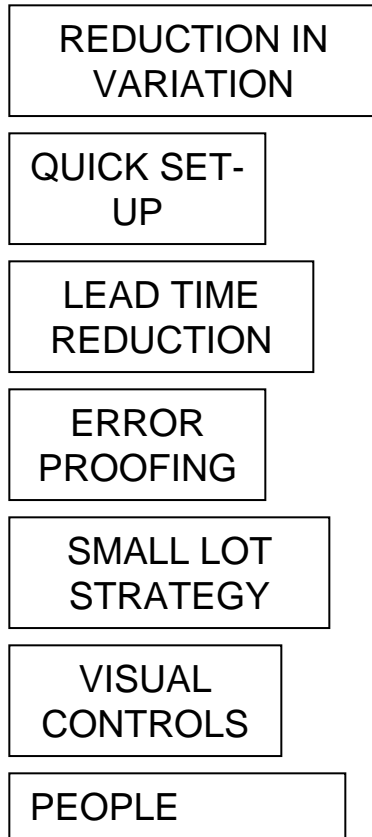 REDUCTION IN
VARIATION
QUICK SET-
UP
LEAD TIME
REDUCTION
ERROR
PROOFING
SMALL LOT
STRATEGY
VISUAL
CONTROLS
PEOPLE